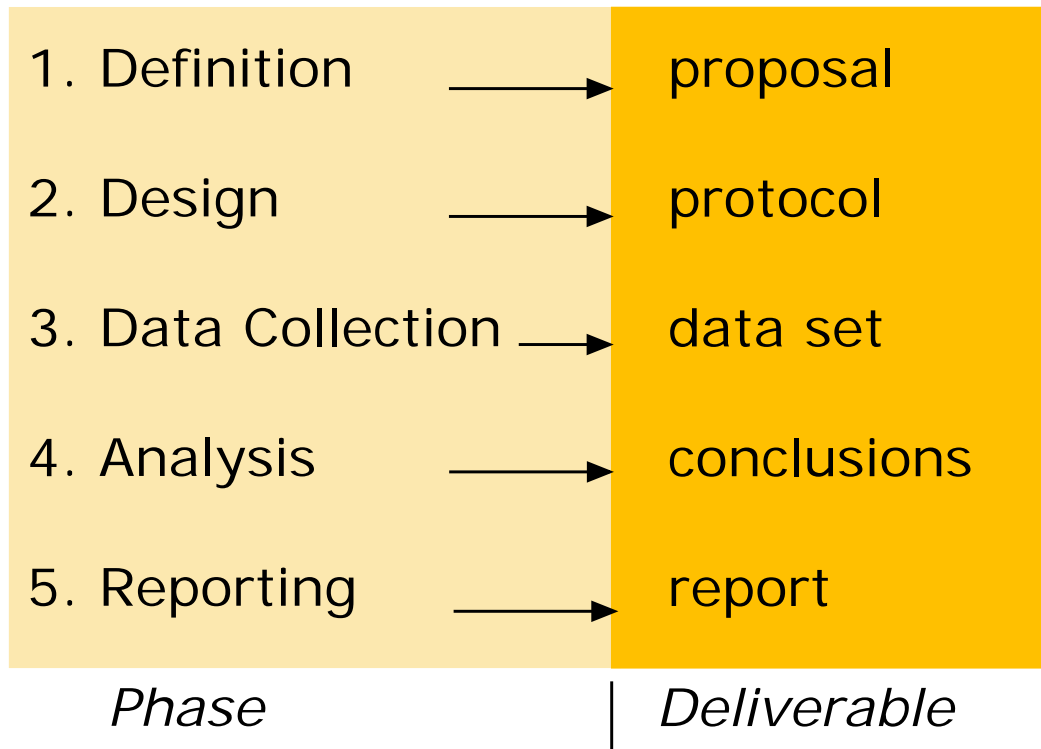 1. Definition proposal
2. Design protocol
3. Data Collection data set
4. Analysis conclusions
5. Reporting report
Phase Deliverable